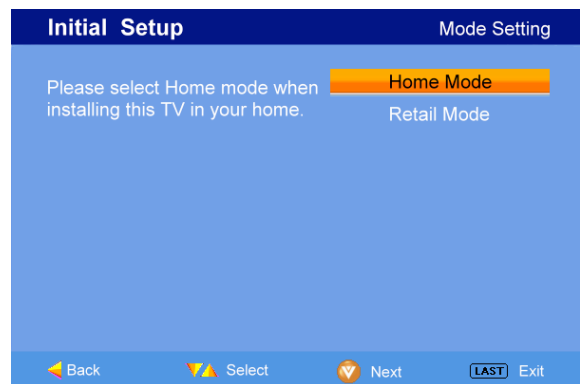 Initial Setup
Mode Setting
Please select Home mode when
installing this TV in your home.
Home Mode
Retail Mode
Back
Select
V
Next
LAST
Exit